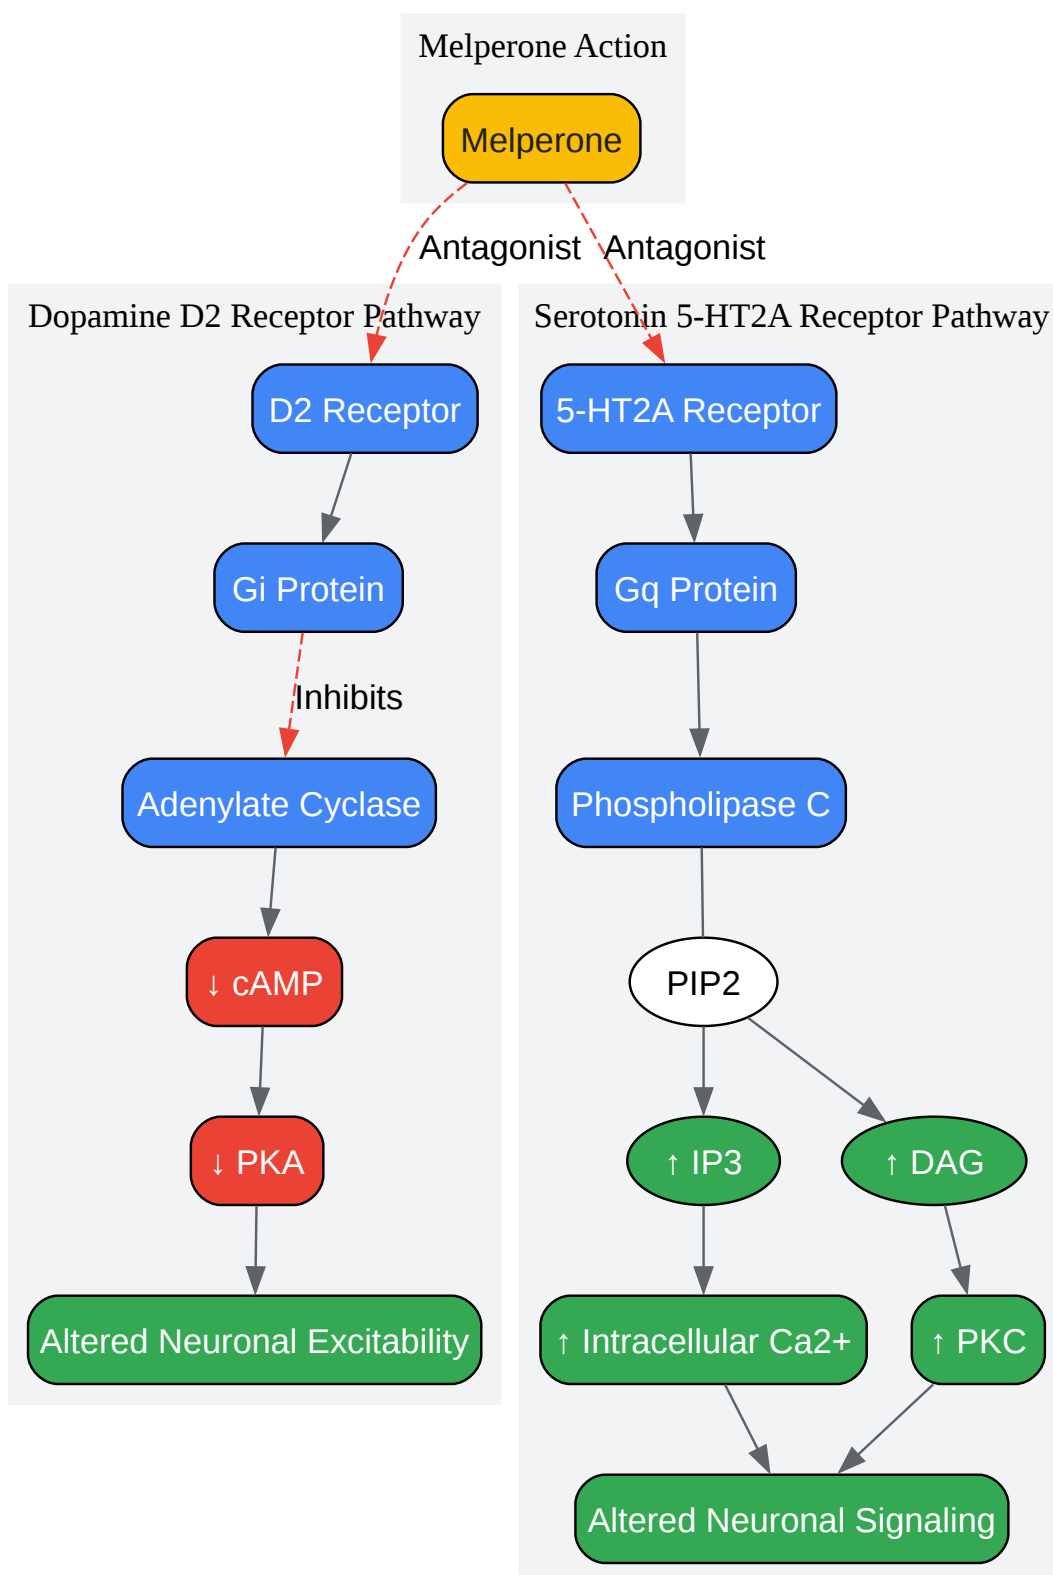 Melperone Action
Melperone
Antagonist
Antagonist
Dopamine D2 Receptor Pathway
Serotonin 5-HT2A Receptor Pathway
D2 Receptor
5-HT2A Receptor
Gi Protein
Gq Protein
Inhibits
Adenylate Cyclase
Phospholipase C
↓ cAMP
PIP2
↓ PKA
↑ IP3
↑ DAG
Altered Neuronal Excitability
↑ Intracellular Ca2+
↑ PKC
Altered Neuronal Signaling